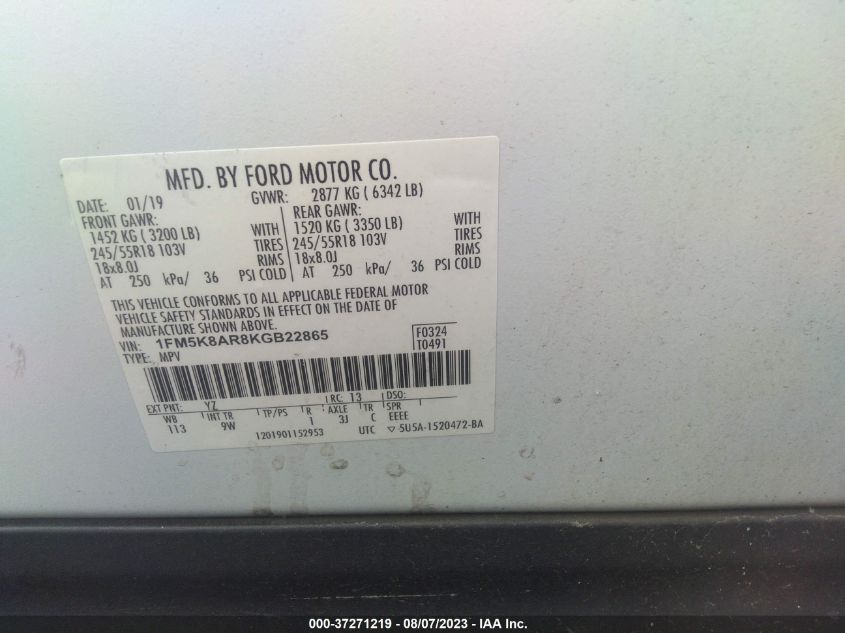 MFD. BY FORD MOTOR CO.
DATE: 01/19 GVWR: 2877 KG ( 6342 LB)
FRONT GAWR: REAR GAWR:
1452 KG ( 3200 LB) WITH 1520 KG ( 3350 LB) WITH
245/55R18 103V TIRES 245/55R18 103V TIRES
18x8.0J RIMS 18x8.0J RIMS
AT 250 kPa/ 36 PSI COLD AT 250 kPa/ 36 PSI COLD
THIS VEHICLE CONFORMS TO ALL APPLICABLE FEDERAL MOTOR
VEHICLE SAFETY STANDARDS IN EFFECT ON THE DATE OF
MANUFACTURE SHOWN ABOVE.
VIN: 1FM5K8AR8KGB22865 F0324
TYPE: MPV T0491
EXT PNT: YZ RC: 13 DSO:
WB INT TR TP/PS R AXLE TR SPR
113 9W 1 3J C EEEE
1201901152953 UTC ▽ 5U5A-1520472-BA
000-37271219 - 08/07/2023 - IAA Inc.